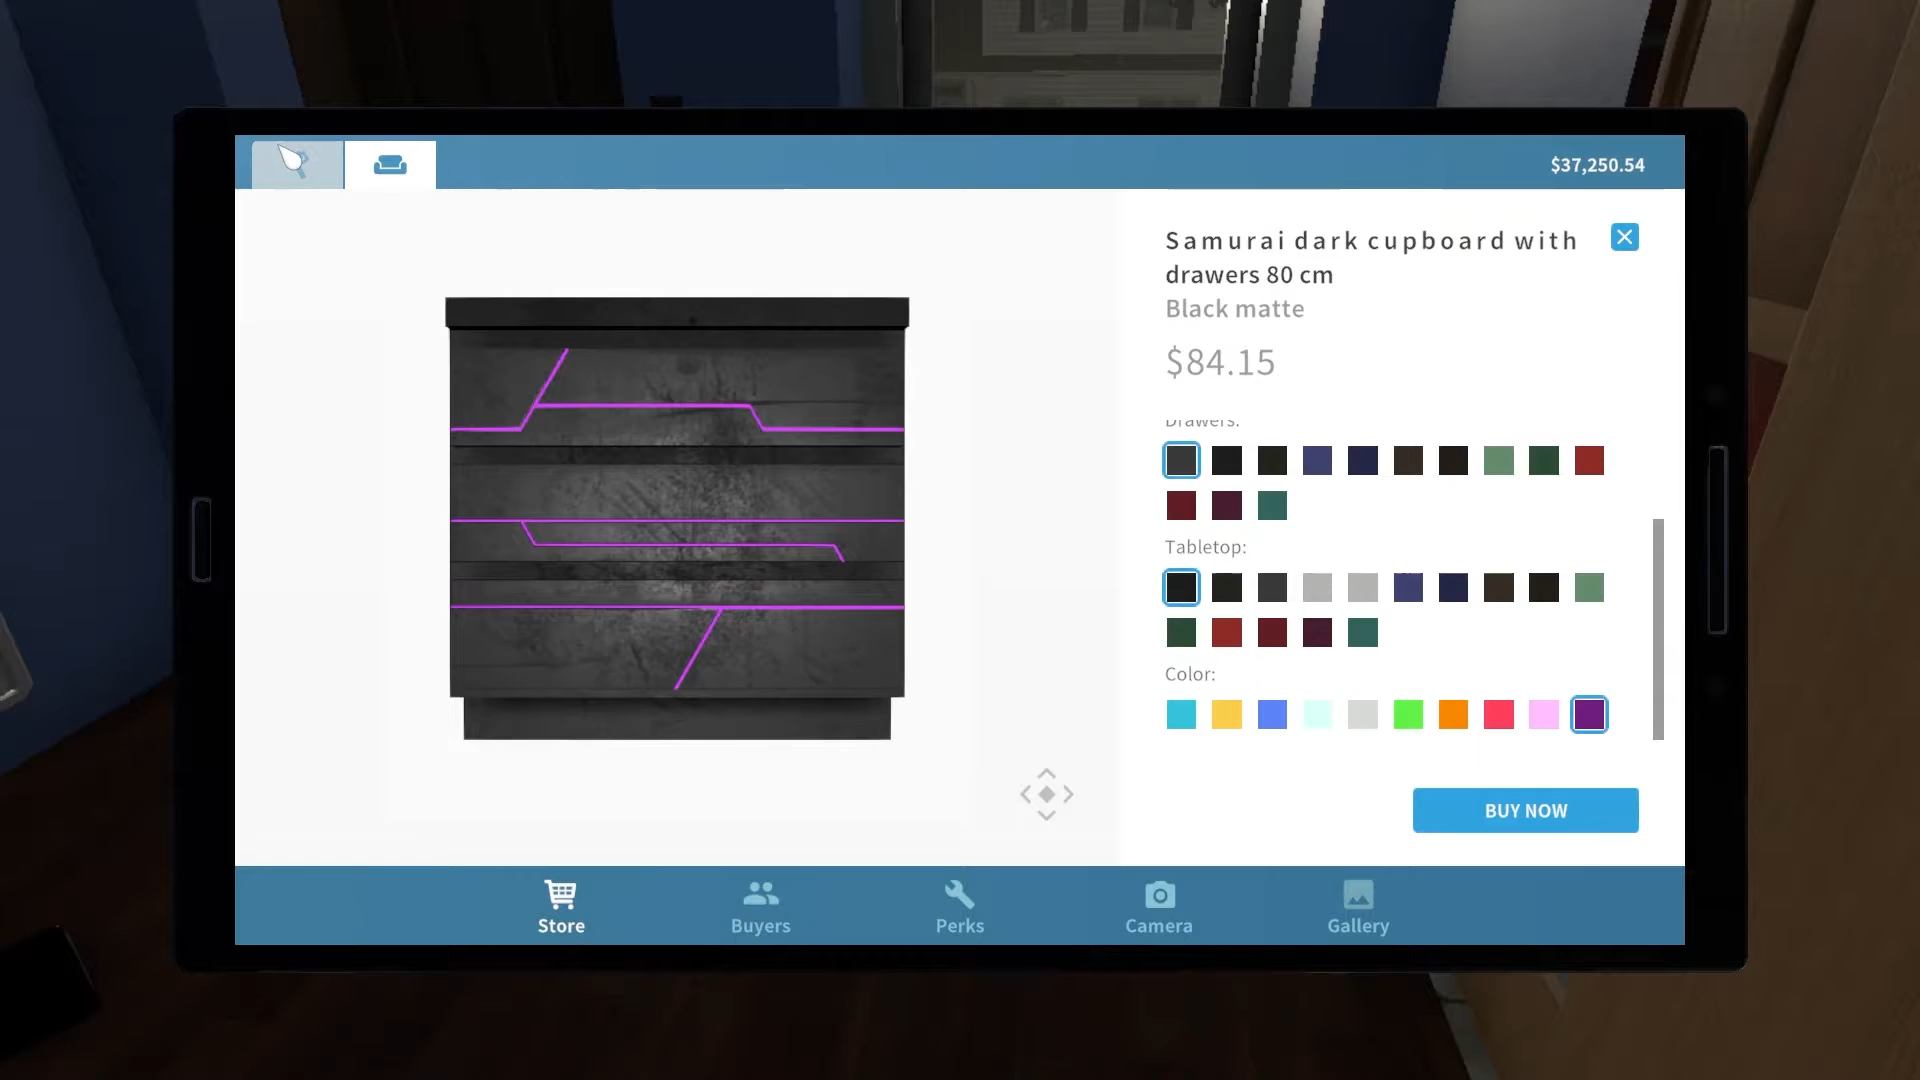 $37,250.54
Samurai dark cupboard with
drawers 80 cm
Black matte
$84.15
Drawers:
Tabletop:
Color:
BUY NOW
Store
Buyers
Perks
Camera
Gallery